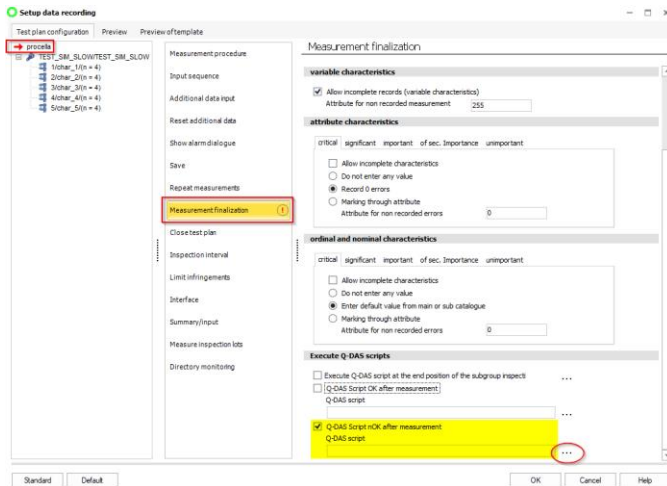 Setup data recording
Test plan configuration Preview Preview of template
procella
TEST_SIM_SLOW/TEST_SIM_SLOW
1/char_1/(n = 4)
2/char_2/(n = 4)
3/char_3/(n = 4)
4/char_4/(n = 4)
5/char_5/(n = 4)
Measurement procedure
Input sequence
Additional data input
Reset additional data
Show alarm dialogue
Save
Repeat measurements
Measurement finalization
Close test plan
Inspection interval
Limit infringements
Interface
Summary/input
Measure inspection lots
Directory monitoring
Measurement finalization
variable characteristics
Allow incomplete records (variable characteristics)
Attribute for non recorded measurement 255
attribute characteristics
critical significant important of sec. Importance unimportant
Allow incomplete characteristics
Do not enter any value
Record 0 errors
Marking through attribute
Attribute for non recorded errors 0
ordinal and nominal characteristics
critical significant important of sec. Importance unimportant
Allow incomplete characteristics
Do not enter any value
Enter default value from main or sub catalogue
Marking through attribute
Attribute for non recorded errors 0
Execute Q-DAS scripts
Execute Q-DAS script at the end position of the subgroup inspecti ...
Q-DAS Script OK after measurement
Q-DAS script
...
Q-DAS Script nOK after measurement
Q-DAS script
...
Standard Default OK Cancel Help